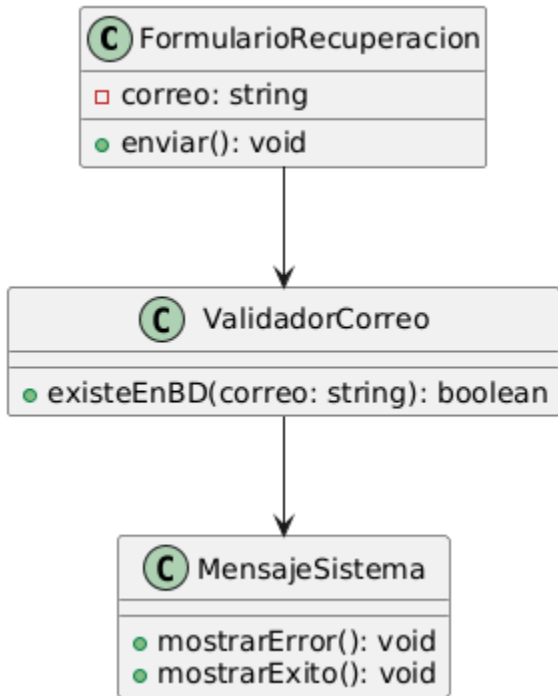 C FormularioRecuperacion
correo: string
enviar(): void
C ValidadorCorreo
existeEnBD(correo: string): boolean
C MensajeSistema
mostrarError(): void
mostrarExito(): void